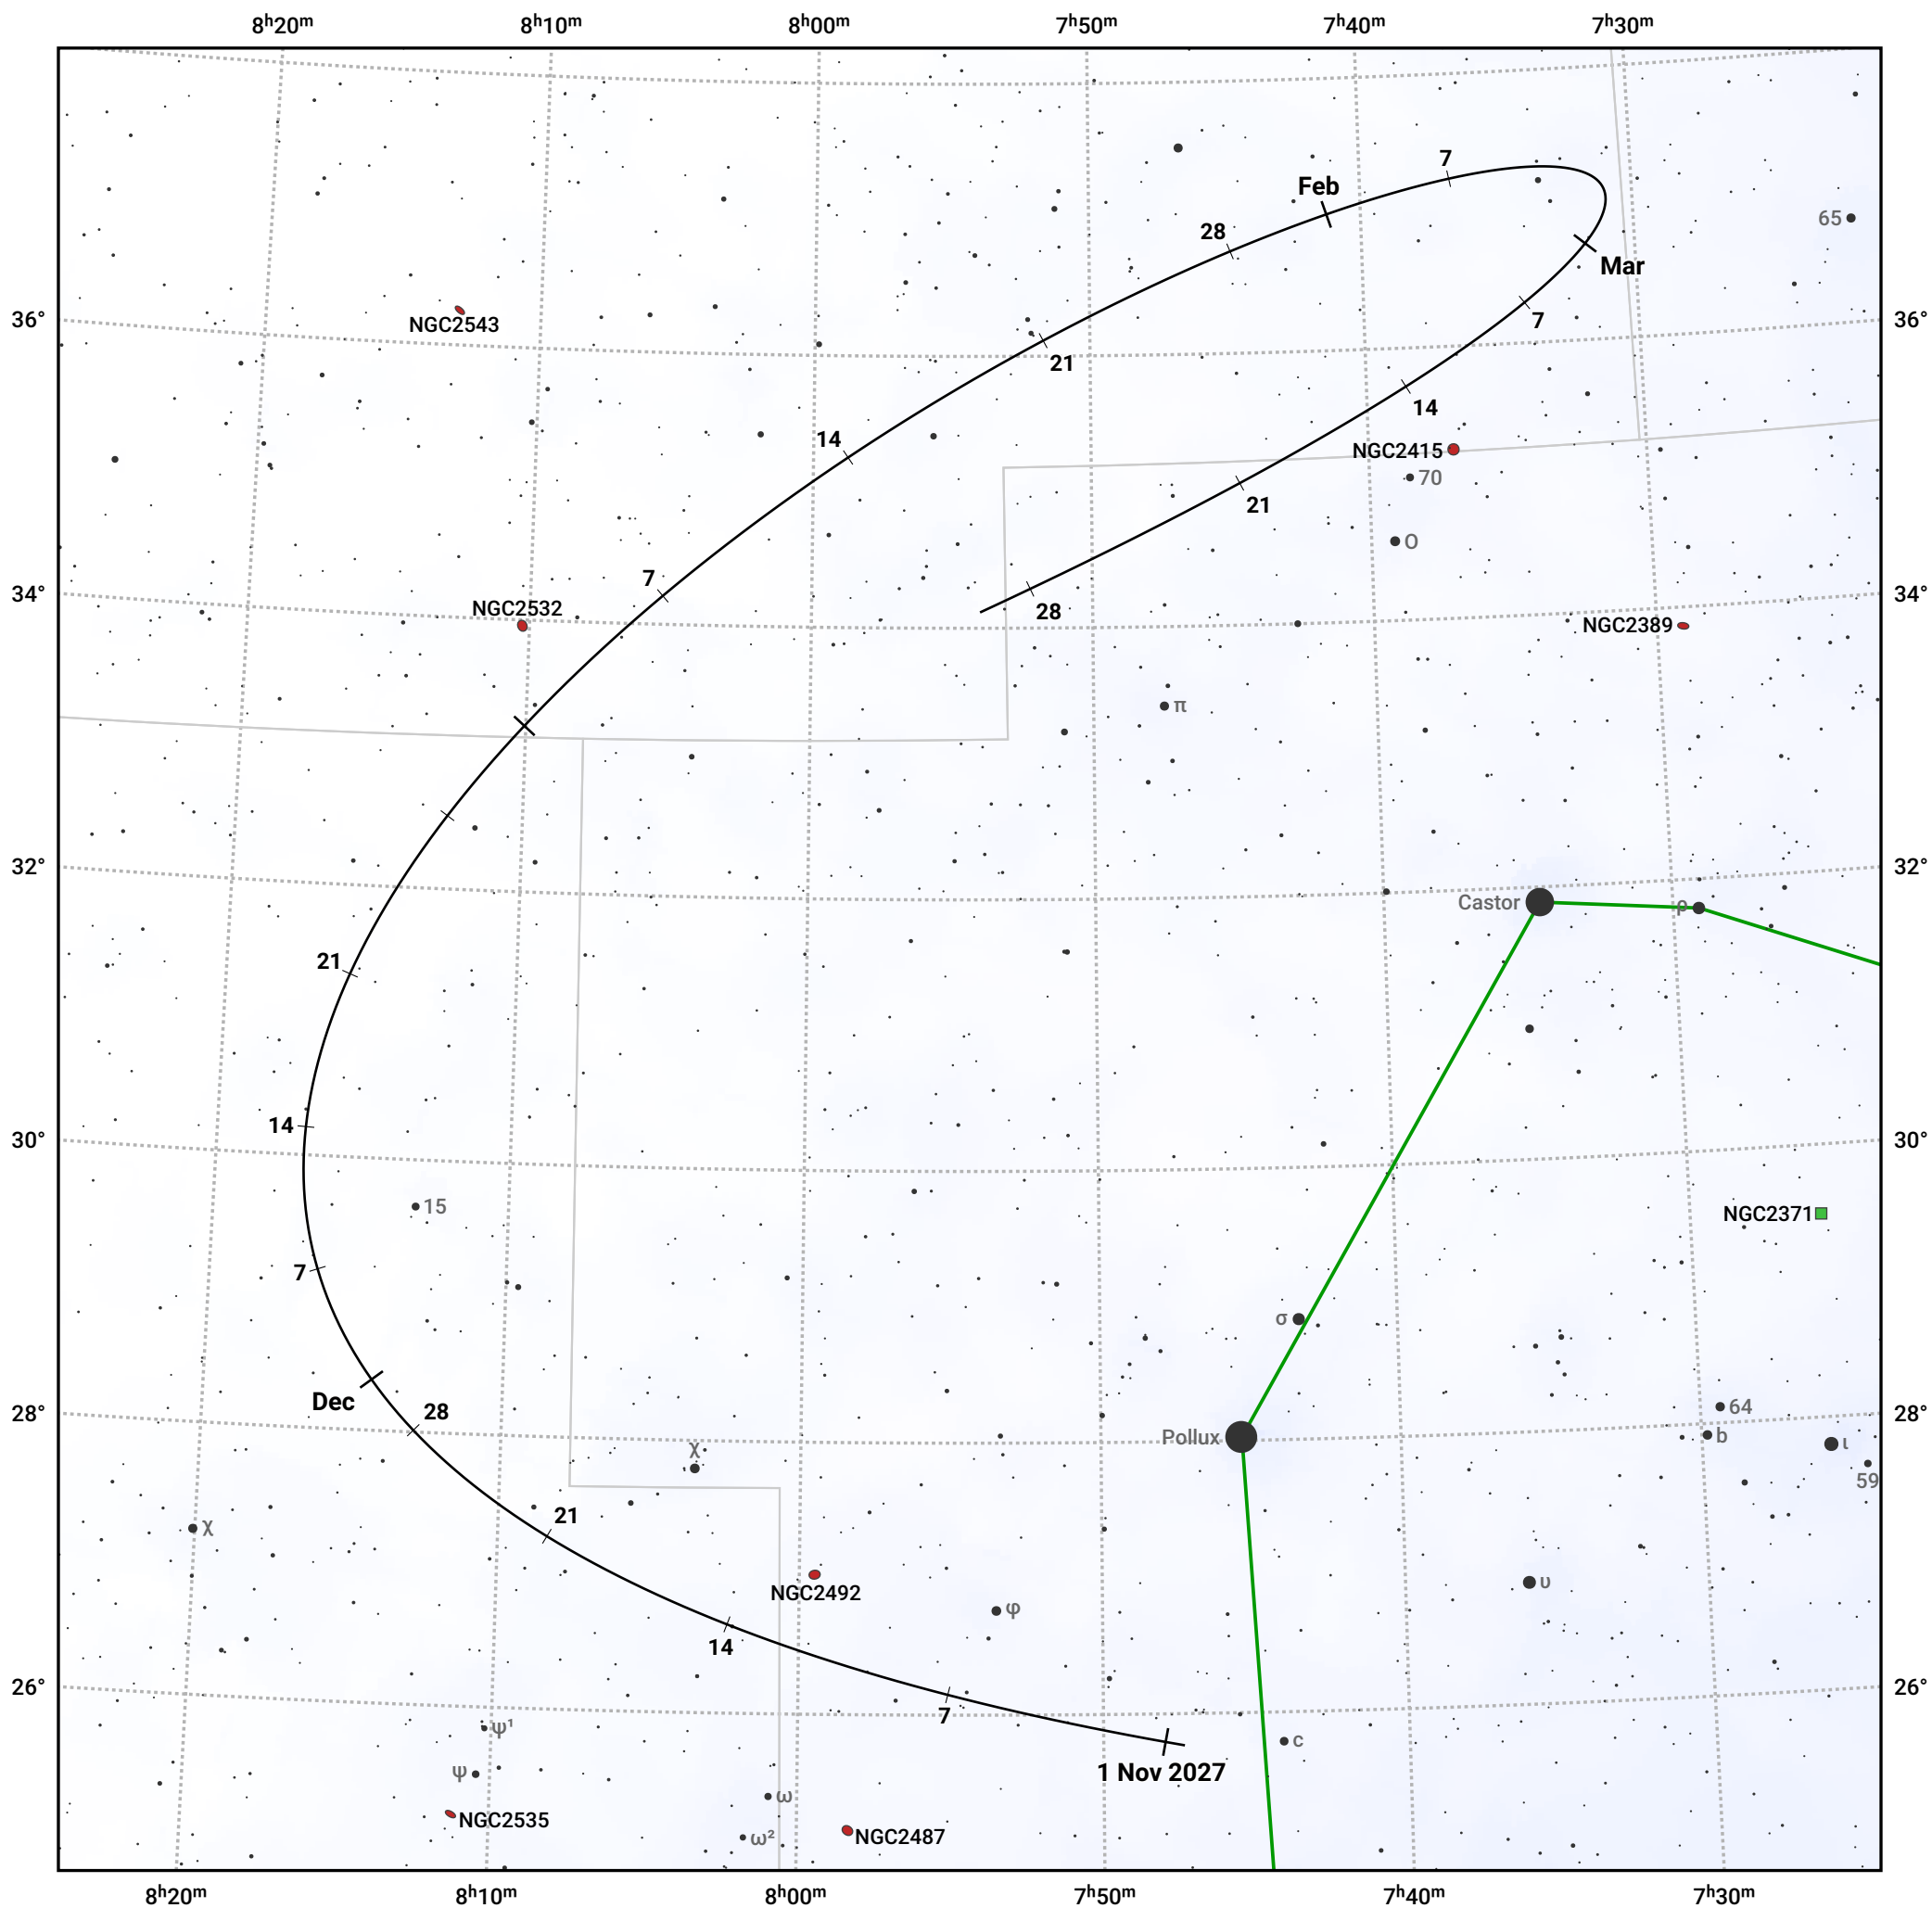 8ʰ20ᵐ 8ʰ10ᵐ 8ʰ00ᵐ 7ʰ50ᵐ 7ʰ40ᵐ 7ʰ30ᵐ
7
Feb
65
28
Mar
36° 36°
NGC2543
7
21
14
14
NGC2415
70
21
O
7
34° 34°
NGC2532
28
NGC2389
π
32° 32°
Castor
ρ
21
14
30° 30°
15
NGC2371
7
σ
Dec
28
64
28° 28°
Pollux
b
ι
χ
59
21
χ
υ
NGC2492
φ
14
26° 26°
7
ψ¹
c
ψ
1 Nov 2027
ω
NGC2535
ω²
NGC2487
8ʰ20ᵐ 8ʰ10ᵐ 8ʰ00ᵐ 7ʰ50ᵐ 7ʰ40ᵐ 7ʰ30ᵐ